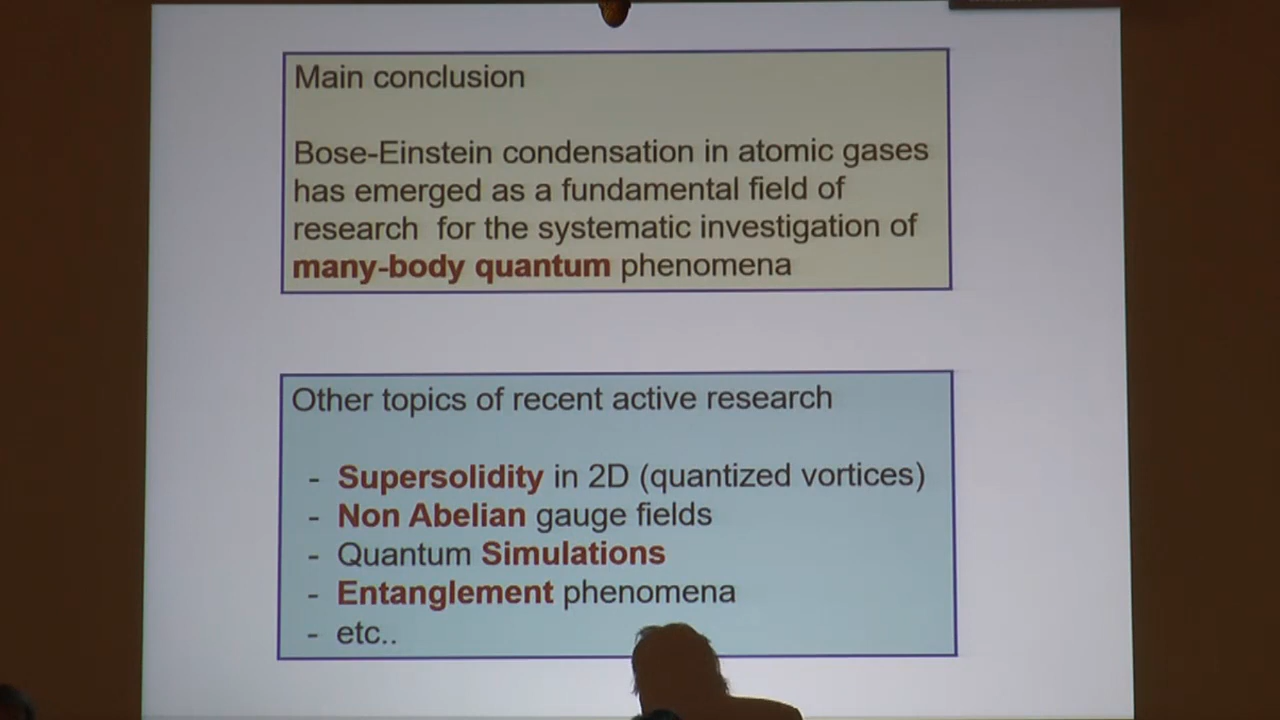 Main conclusion
Bose-Einstein condensation in atomic gases
has emerged as a fundamental field of
research for the systematic investigation of
many-body quantum phenomena
Other topics of recent active research
- Supersolidity in 2D (quantized vortices)
- Non Abelian gauge fields
- Quantum Simulations
- Entanglement phenomena
- etc..